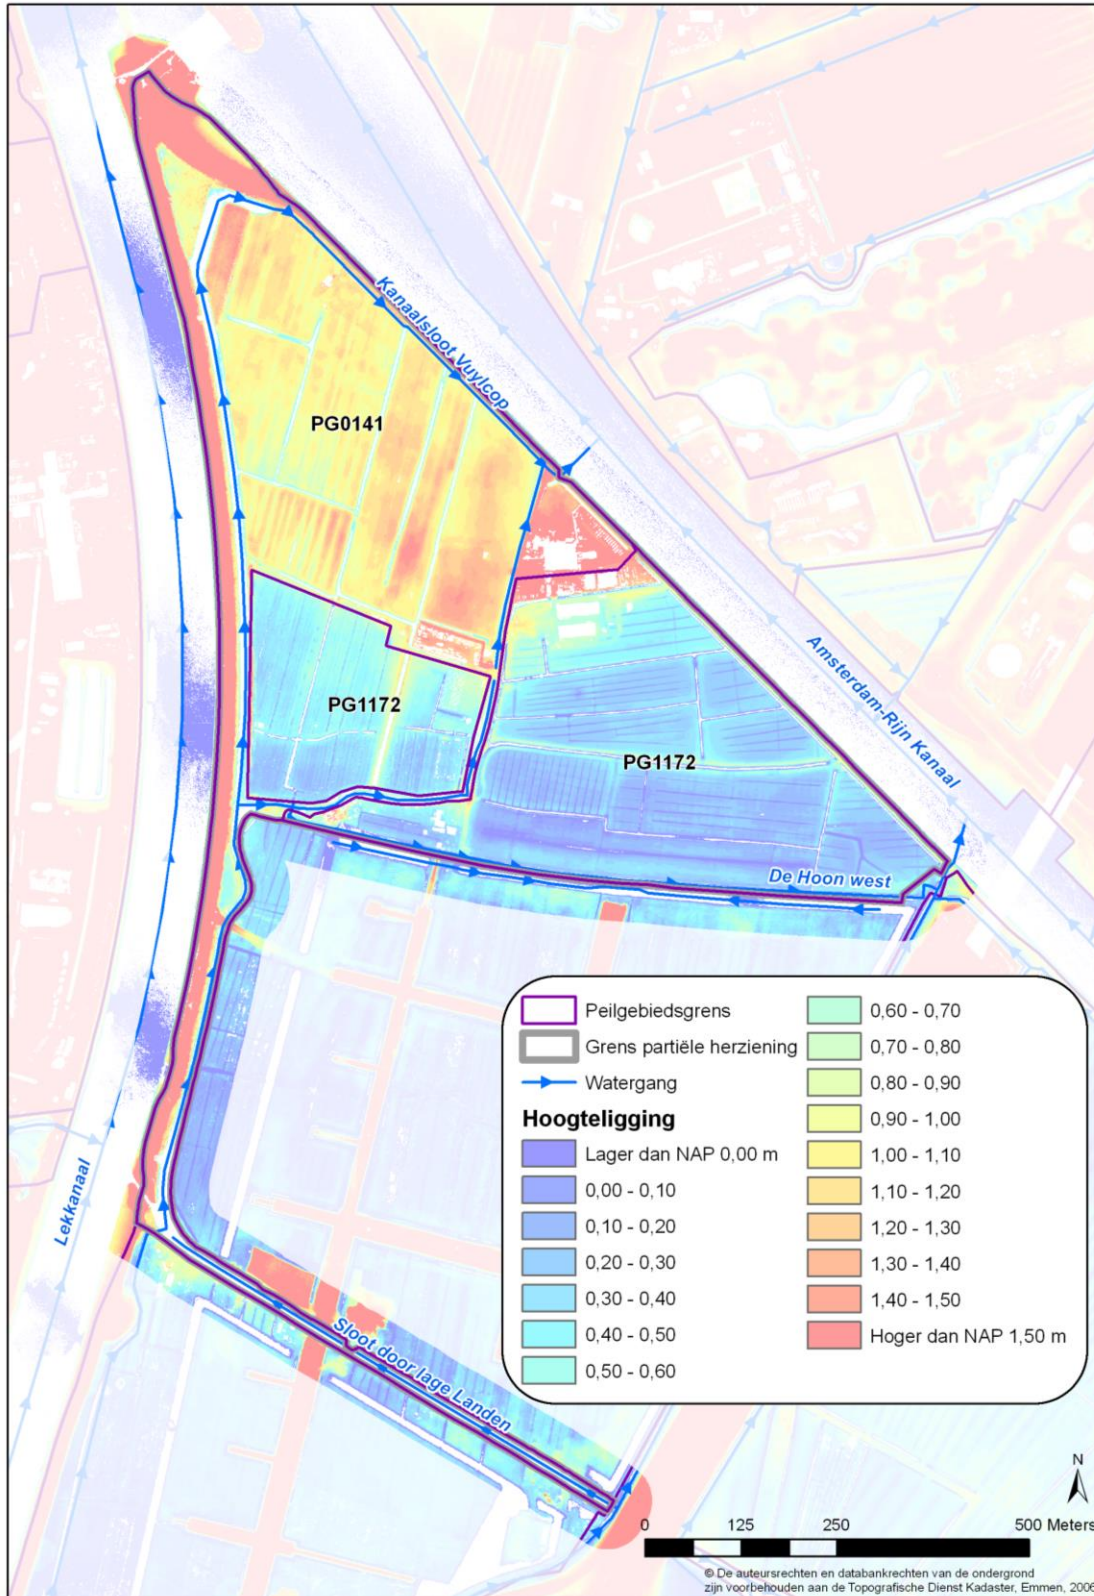 Kanaalsloot Vuylcop
PG0141
PG1172
PG1172
Amsterdam-Rijn Kanaal
De Hoon west
Lekkanaal
Sloot door lage Landen
Peilgebiedsgrens
Grens partiële herziening
Watergang
Hoogteligging
Lager dan NAP 0,00 m
0,00 - 0,10
0,10 - 0,20
0,20 - 0,30
0,30 - 0,40
0,40 - 0,50
0,50 - 0,60
0,60 - 0,70
0,70 - 0,80
0,80 - 0,90
0,90 - 1,00
1,00 - 1,10
1,10 - 1,20
1,20 - 1,30
1,30 - 1,40
1,40 - 1,50
Hoger dan NAP 1,50 m
N
0 125 250 500 Meters
© De auteursrechten en databankrechten van de ondergrond
zijn voorbehouden aan de Topografische Dienst Kadaster, Emmen, 2006